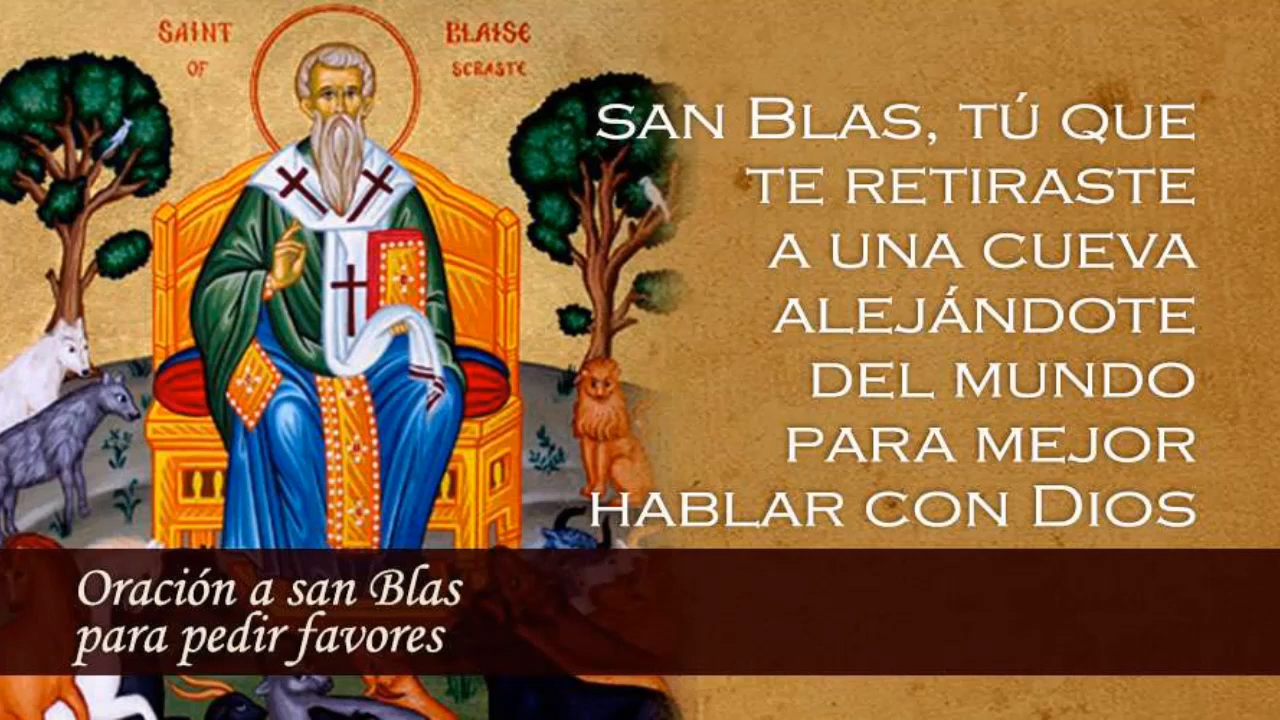 SAINT BLAISE
OF SEBASTE
san Blas, tú que
te retiraste
a una cueva
alejándote
del mundo
para mejor
hablar con Dios
Oración a san Blas
para pedir favores